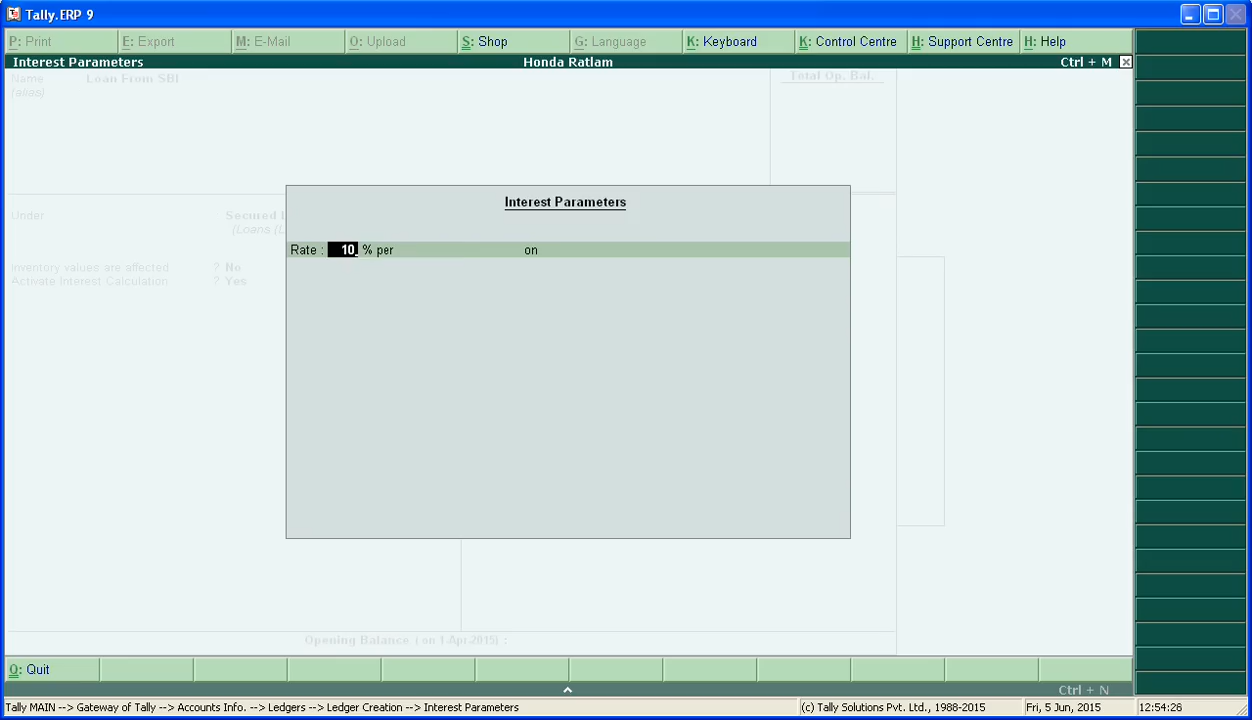 Tally.ERP 9
P: Print E: Export M: E-Mail O: Upload S: Shop G: Language K: Keyboard K: Control Centre H: Support Centre H: Help
Interest Parameters Honda Ratlam Ctrl + M
Name Loan From SBI Total Op. Bal.
(alias)
Interest Parameters
Under Secured L
(Loans (L
Rate : 10 % per on
Inventory values are affected ? No
Activate Interest Calculation ? Yes
Opening Balance ( on 1-Apr-2015) :
Q: Quit
Ctrl + N
Tally MAIN --> Gateway of Tally --> Accounts Info. --> Ledgers --> Ledger Creation --> Interest Parameters (c) Tally Solutions Pvt. Ltd., 1988-2015 Fri, 5 Jun, 2015 12:54:26